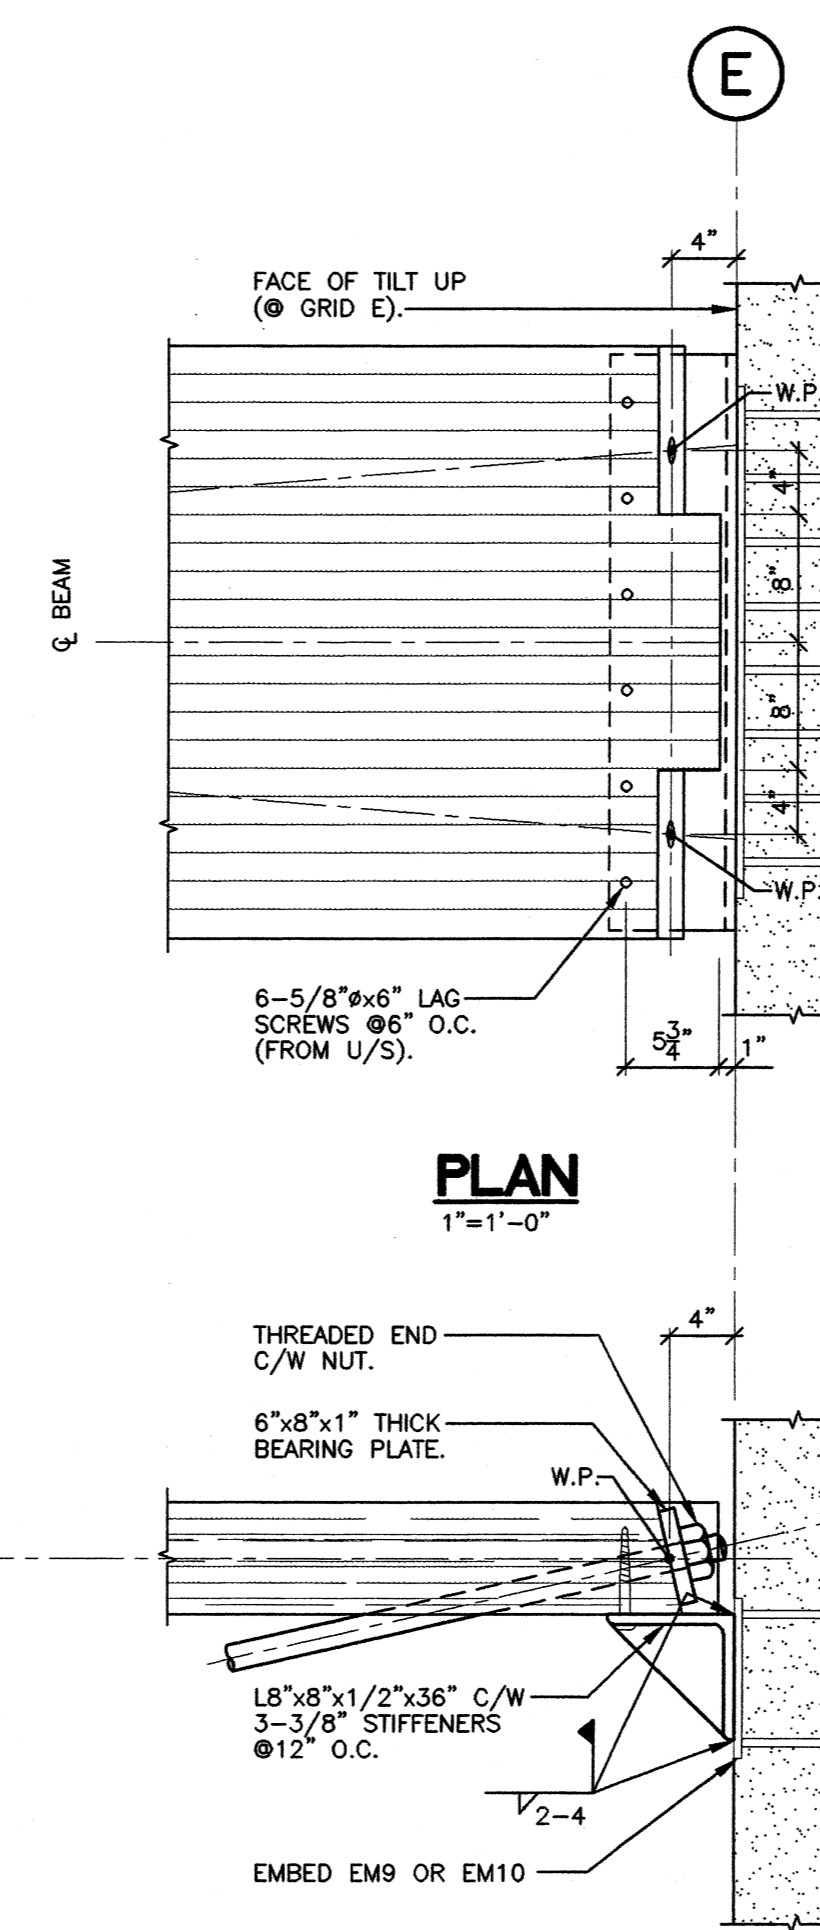 E
4"
FACE OF TILT UP
(@ GRID E).
W.P.
4"
8"
℄ BEAM
8"
4"
W.P.
6-5/8"øx6" LAG
SCREWS @6" O.C.
(FROM U/S).
5 3/4"
1"
PLAN
1"=1'-0"
4"
THREADED END
C/W NUT.
6"x8"x1" THICK
BEARING PLATE.
W.P.
L8"x8"x1/2"x36" C/W
3-3/8" STIFFENERS
@12" O.C.
2-4
EMBED EM9 OR EM10